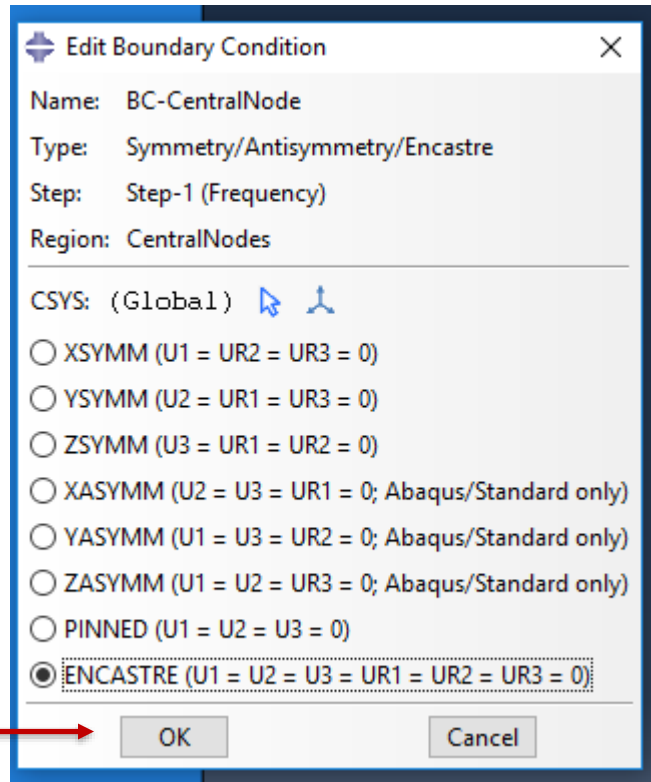 Edit Boundary Condition
Name: BC-CentralNode
Type: Symmetry/Antisymmetry/Encastre
Step: Step-1 (Frequency)
Region: CentralNodes
CSYS: (Global)
XSYMM (U1 = UR2 = UR3 = 0)
YSYMM (U2 = UR1 = UR3 = 0)
ZSYMM (U3 = UR1 = UR2 = 0)
XASYMM (U2 = U3 = UR1 = 0; Abaqus/Standard only)
YASYMM (U1 = U3 = UR2 = 0; Abaqus/Standard only)
ZASYMM (U1 = U2 = UR3 = 0; Abaqus/Standard only)
PINNED (U1 = U2 = U3 = 0)
ENCASTRE (U1 = U2 = U3 = UR1 = UR2 = UR3 = 0)
OK Cancel